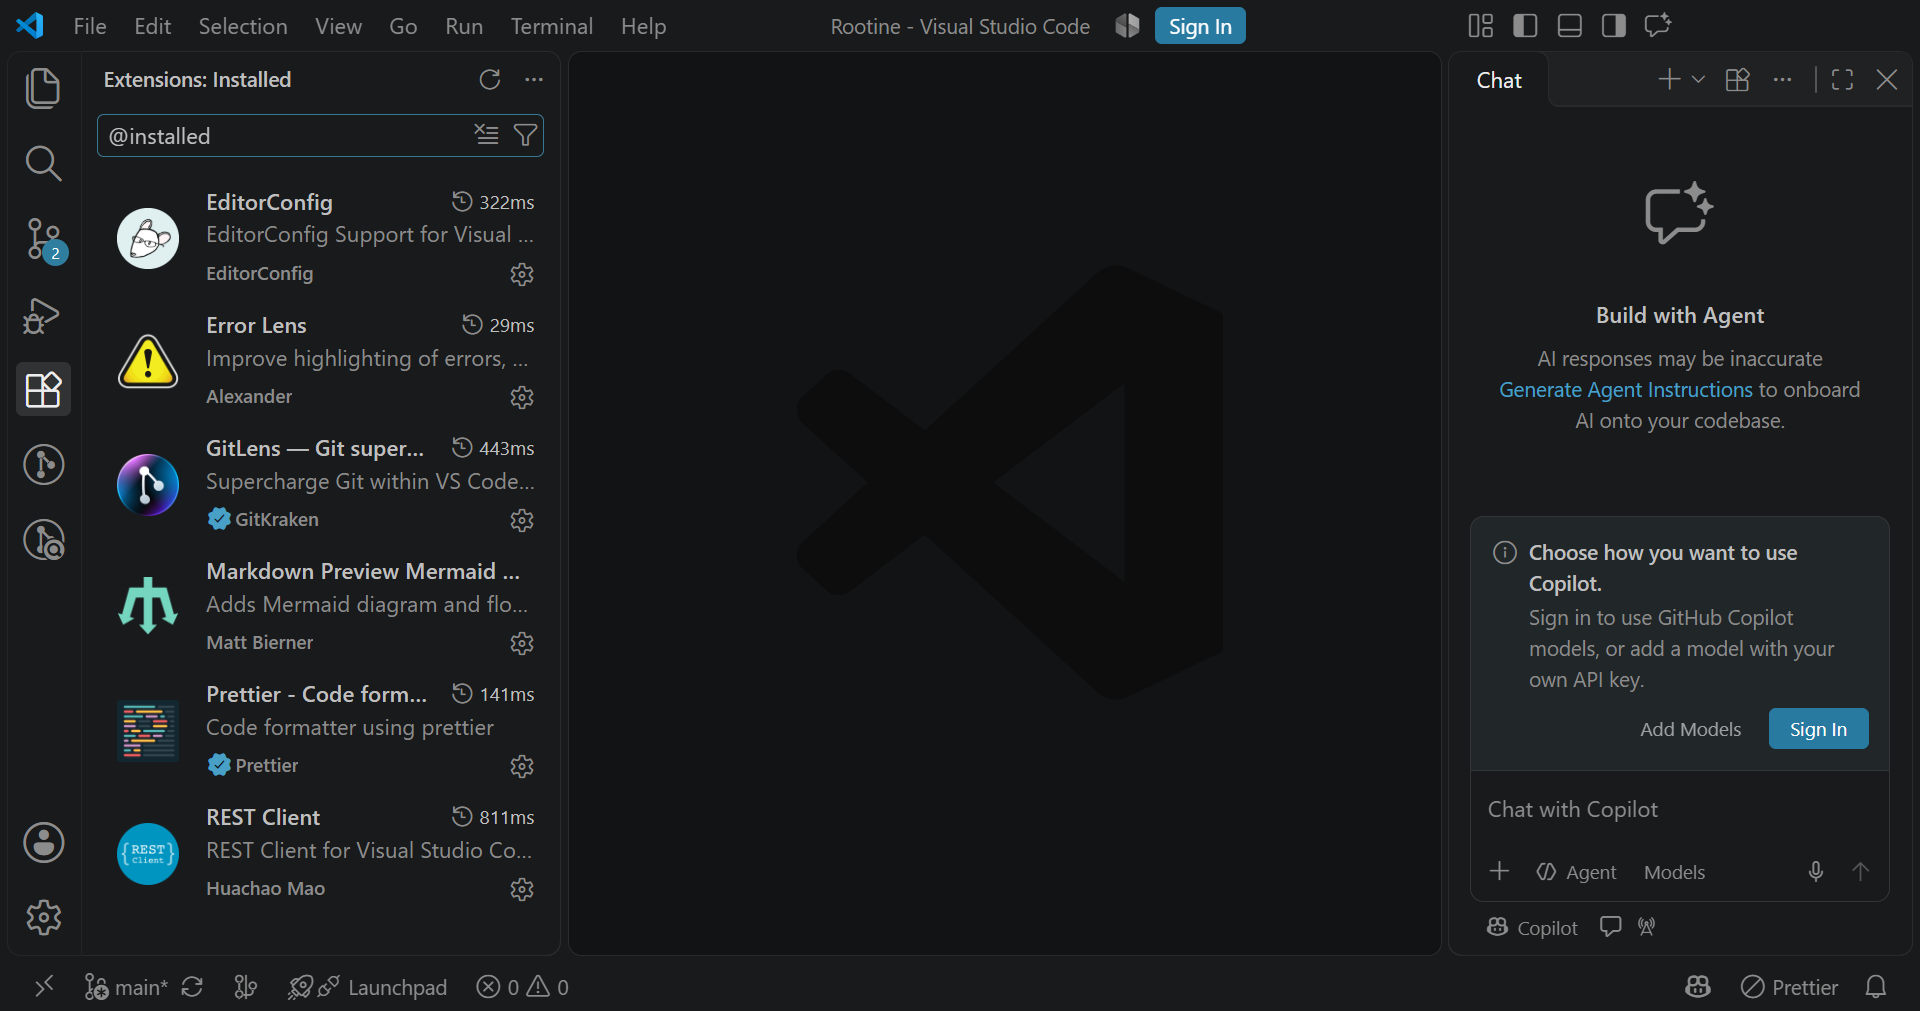 File Edit Selection View Go Run Terminal Help
Rootine - Visual Studio Code
Sign In
Extensions: Installed
@installed
2
EditorConfig 322ms
EditorConfig Support for Visual ...
EditorConfig
Error Lens 29ms
Improve highlighting of errors, ...
Alexander
GitLens — Git super... 443ms
Supercharge Git within VS Code...
GitKraken
Markdown Preview Mermaid ...
Adds Mermaid diagram and flo...
Matt Bierner
Prettier - Code form... 141ms
Code formatter using prettier
Prettier
{REST}
Client
REST Client 811ms
REST Client for Visual Studio Co...
Huachao Mao
Chat
Build with Agent
AI responses may be inaccurate
Generate Agent Instructions to onboard
AI onto your codebase.
Choose how you want to use
Copilot.
Sign in to use GitHub Copilot
models, or add a model with your
own API key.
Add Models Sign In
Chat with Copilot
Agent Models
Copilot
main* Launchpad 0 0 Prettier